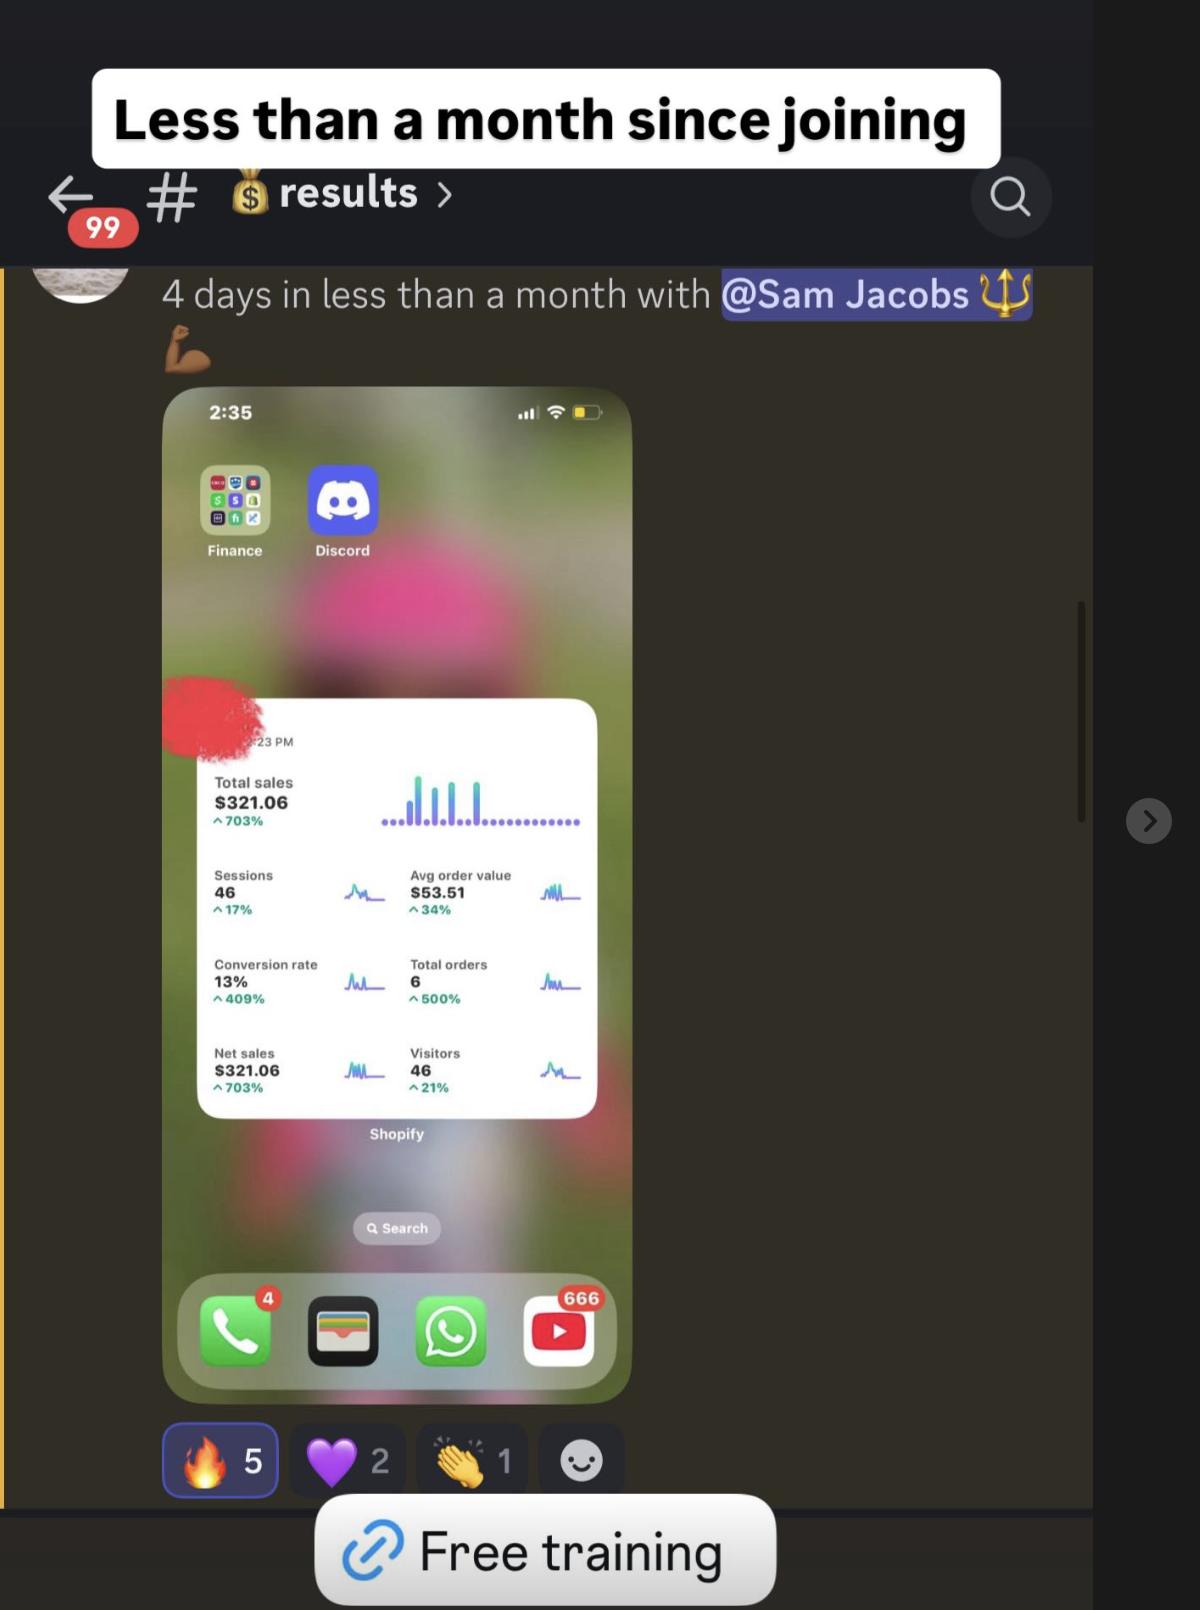 Less than a month since joining
99
# 💰 results >
4 days in less than a month with @Sam Jacobs 🔱
💪🏾
2:35
Finance
Discord
:23 PM
Total sales
$321.06
^ 703%
Sessions
46
^ 17%
Avg order value
$53.51
^ 34%
Conversion rate
13%
^ 409%
Total orders
6
^ 500%
Net sales
$321.06
^ 703%
Visitors
46
^ 21%
Shopify
Search
4
666
🔥 5 💜 2 👏 1
Free training